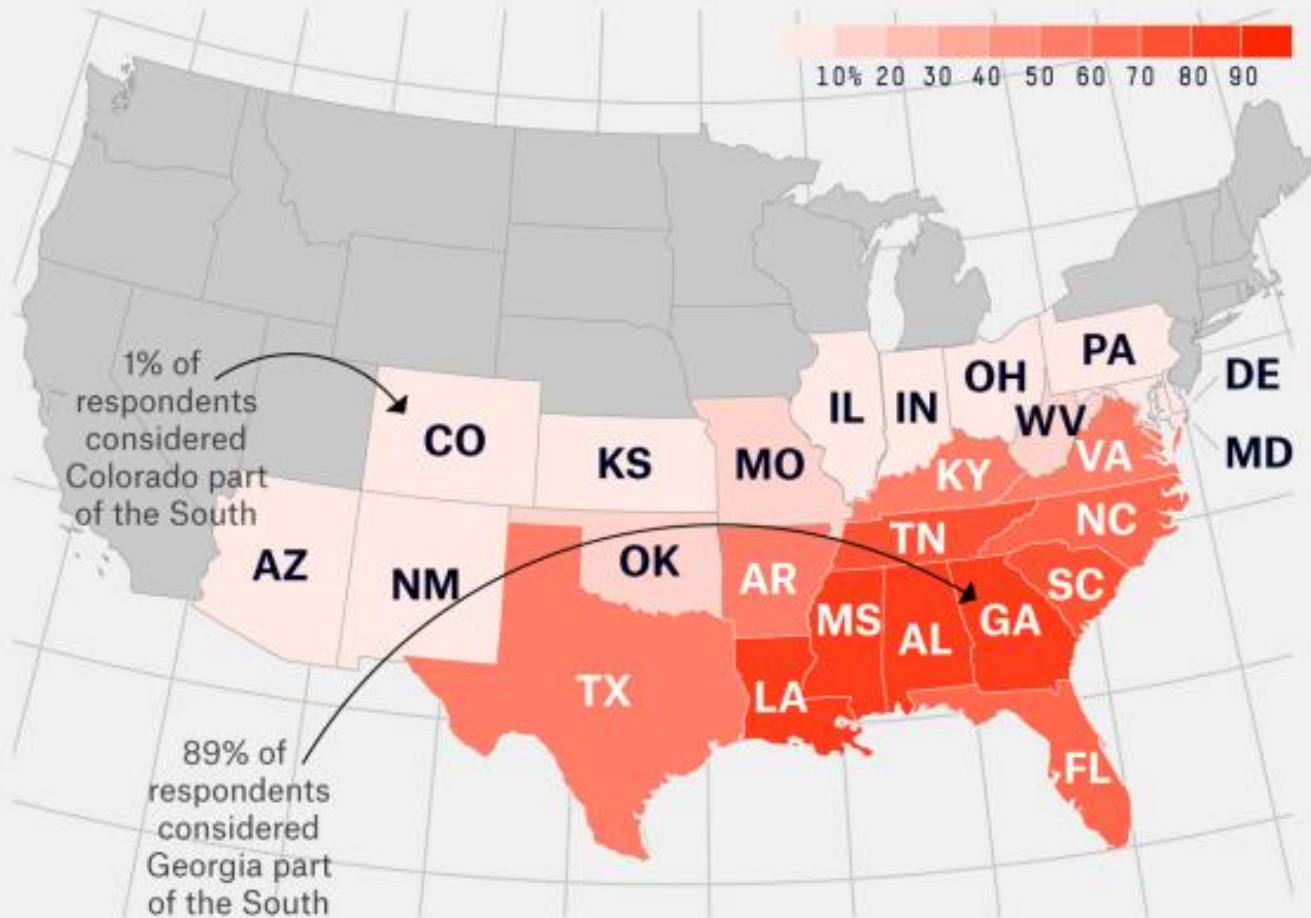 10% 20 30 40 50 60 70 80 90
1% of
respondents
considered
Colorado part
of the South
PA
OH
DE
IL
IN
WV
MD
CO
KS
MO
KY
VA
NC
TN
AZ
NM
OK
AR
SC
MS
AL
GA
TX
LA
FL
89% of
respondents
considered
Georgia part
of the South